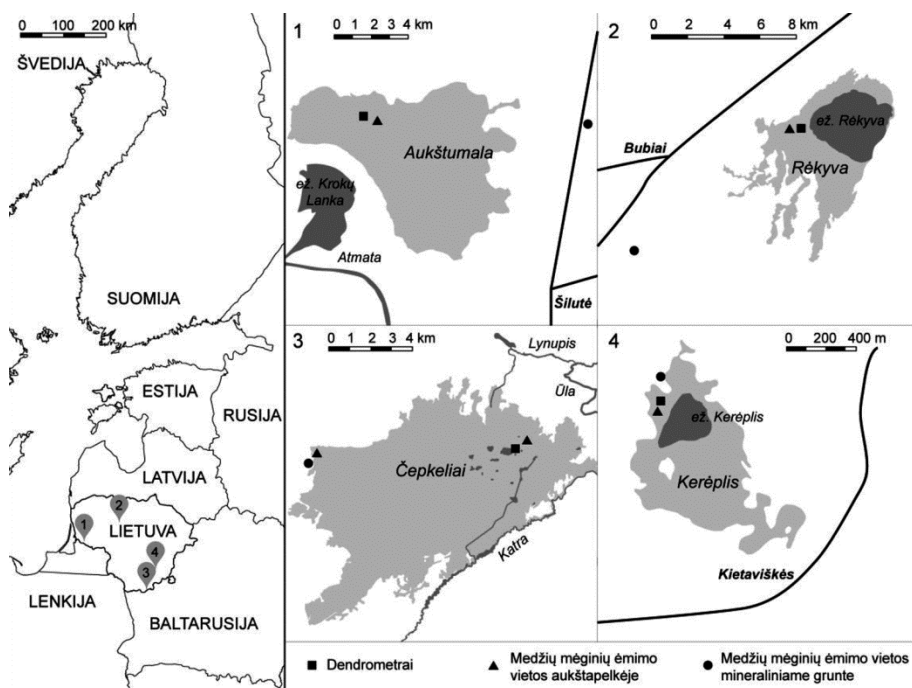 0 100 200 km
ŠVEDIJA
SUOMIJA
ESTIJA
RUSIJA
LATVIJA
2
1
LIETUVA
4
3
LENKIJA
BALTARUSIJA
1
0 1 2 3 4 km
Aukštumala
ež. Krokų
Lanka
Atmata
Šilutė
2
0 2 4 6 8 km
ež. Rėkyva
Bubiai
Rėkyva
3
0 1 2 3 4 km
Lynupis
Ūla
Čepkeliai
Katra
4
0 200 400 m
ež. Kerėplis
Kerėplis
Kietaviškės
Dendrometrai
Medžių mėginių ėmimo
vietos aukštapelkėje
Medžių mėginių ėmimo vietos
mineraliniame grunte